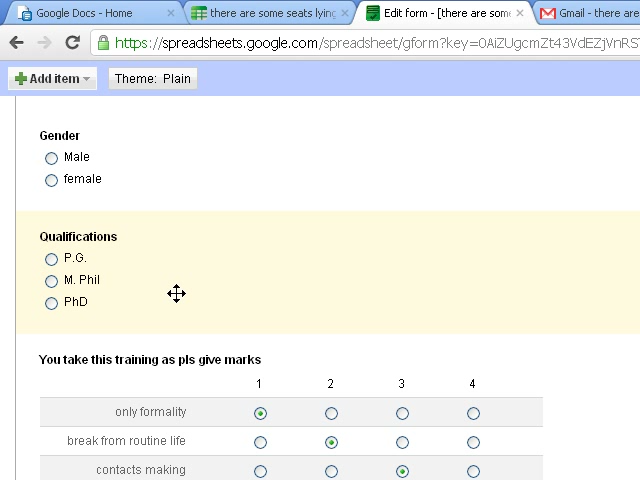 Google Docs - Home
there are some seats lying
Edit form - [there are some
Gmail - there are
https://spreadsheets.google.com/spreadsheet/gform?key=0AiZUgcmZt43VdEZjVnRST
Add item
Theme: Plain
Gender
Male
female
Qualifications
P.G.
M. Phil
PhD
You take this training as pls give marks
1 2 3 4
only formality
break from routine life
contacts making